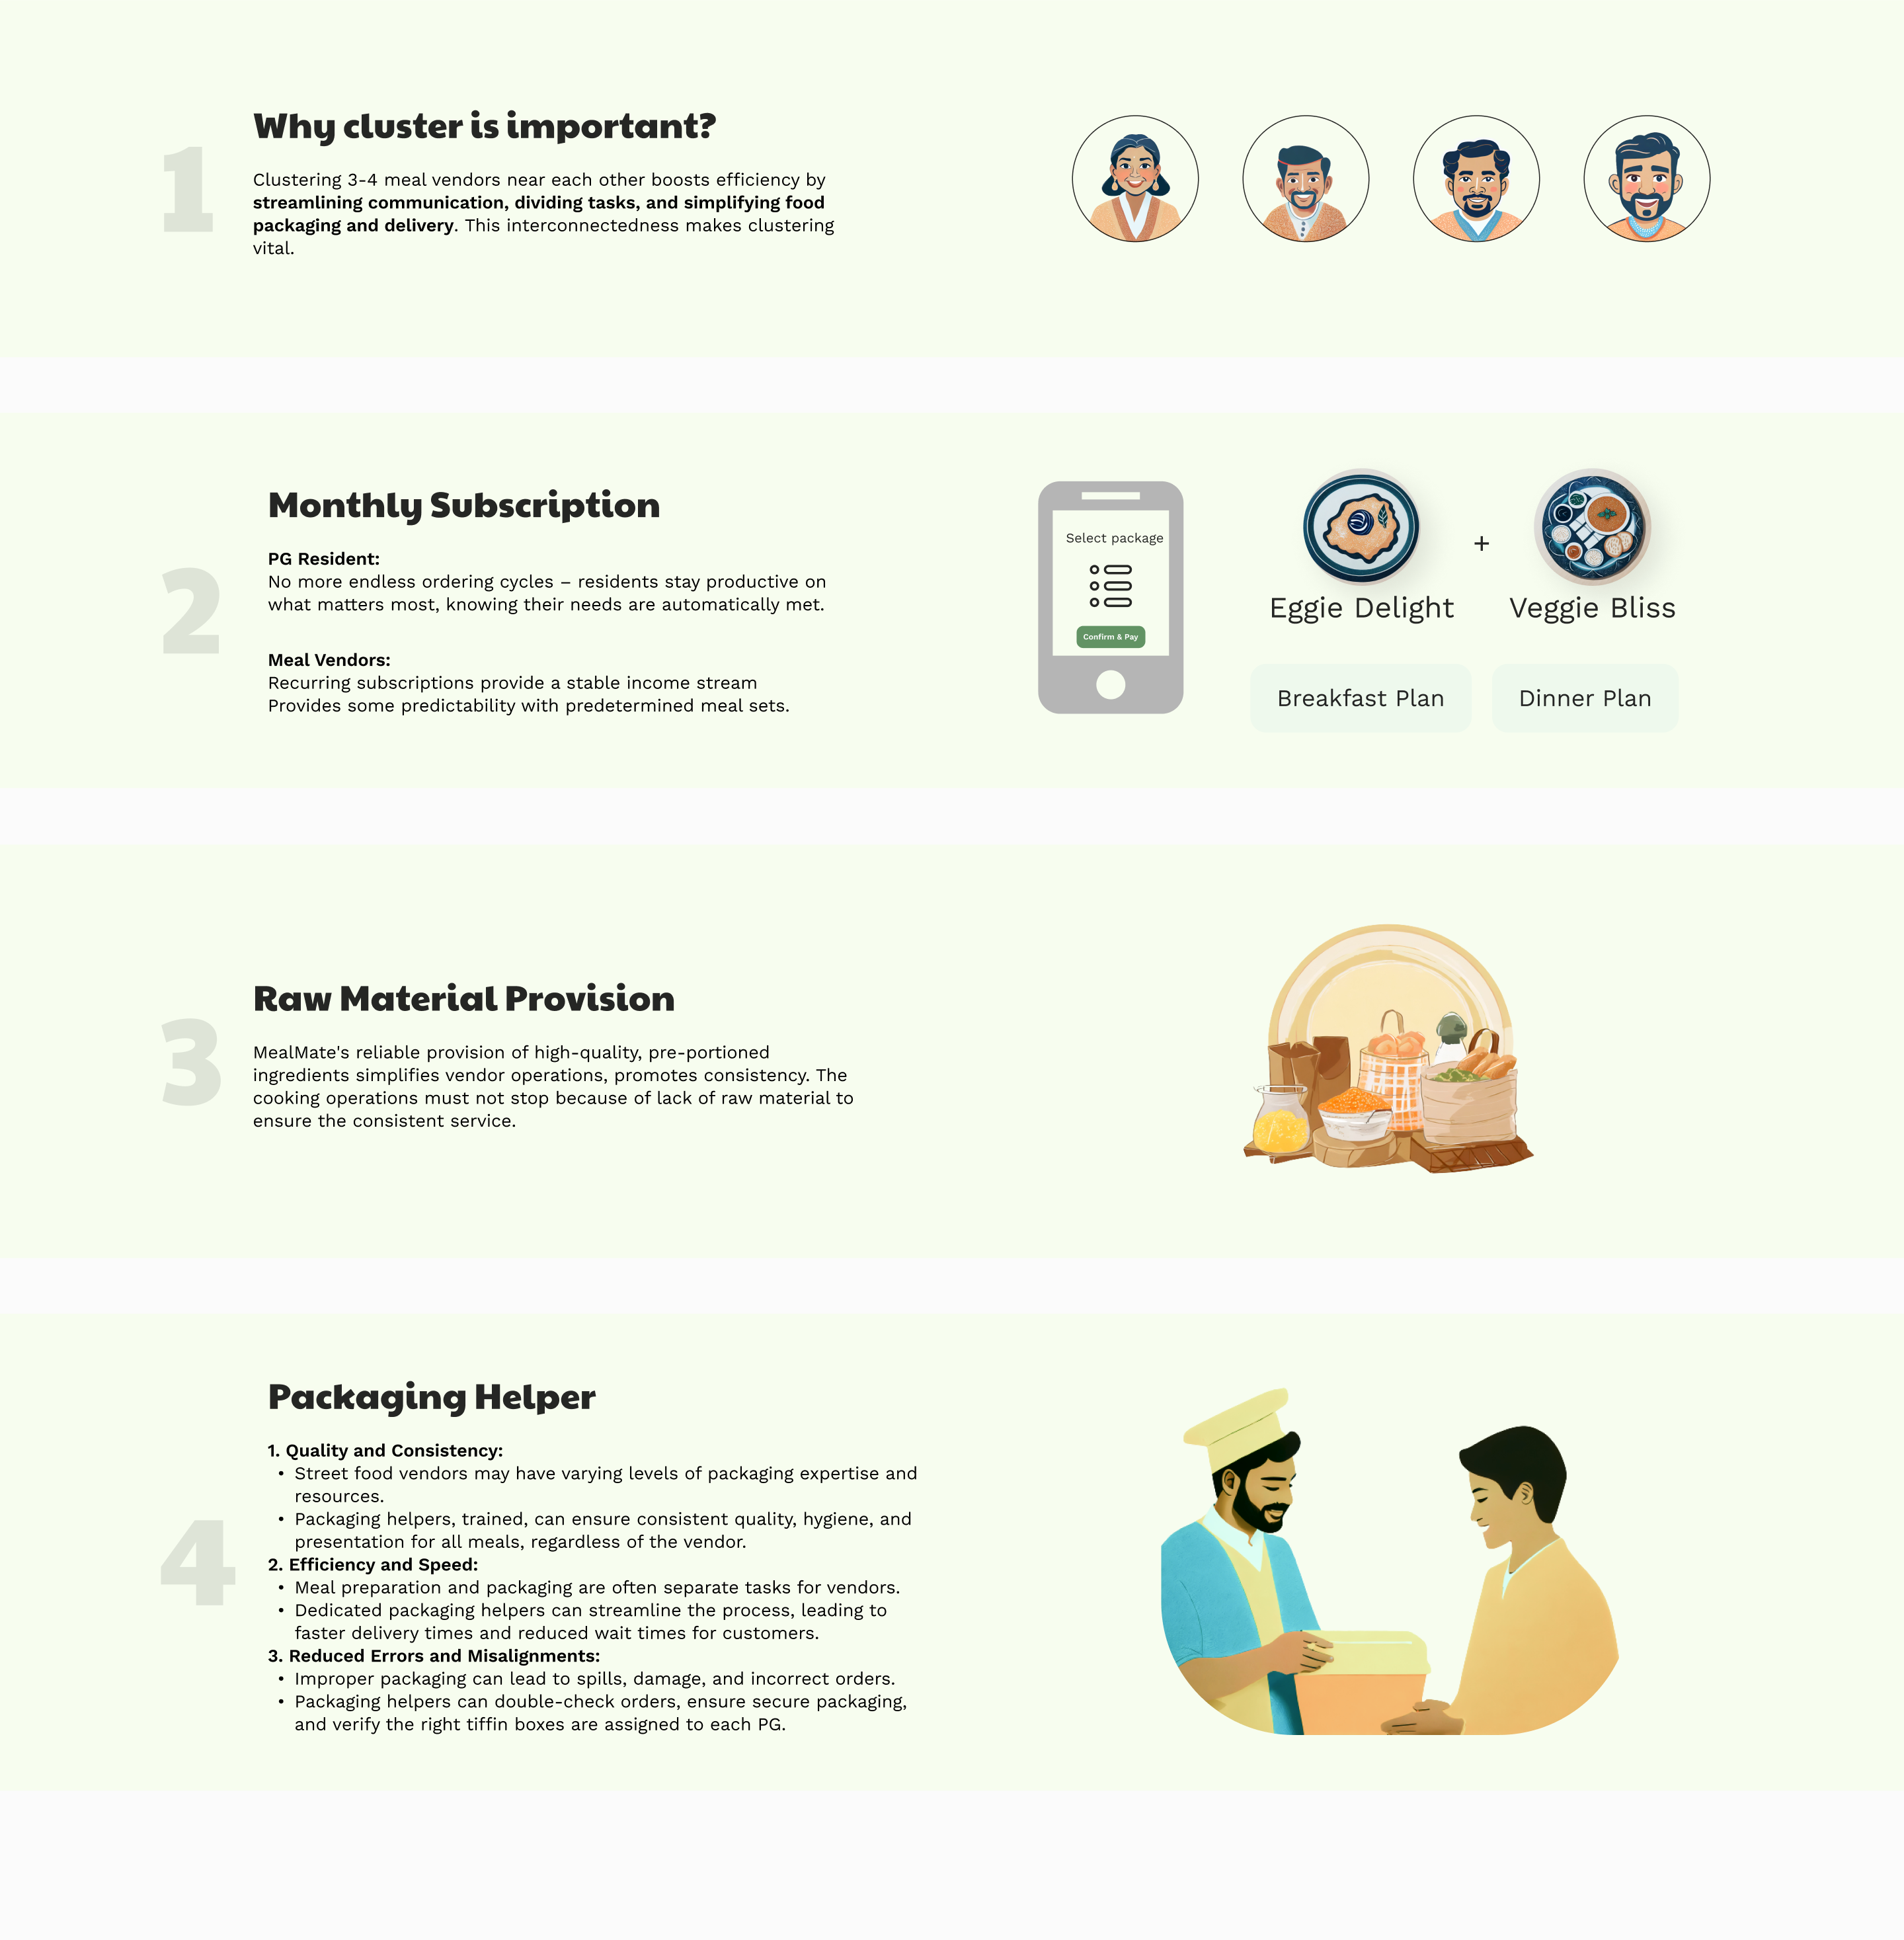 1
Why cluster is important?
Clustering 3-4 meal vendors near each other boosts efficiency by
streamlining communication, dividing tasks, and simplifying food
packaging and delivery. This interconnectedness makes clustering
vital.
2
Monthly Subscription
PG Resident:
No more endless ordering cycles – residents stay productive on
what matters most, knowing their needs are automatically met.
Meal Vendors:
Recurring subscriptions provide a stable income stream
Provides some predictability with predetermined meal sets.
Select package
Confirm & Pay
+
Eggie Delight
Veggie Bliss
Breakfast Plan
Dinner Plan
3
Raw Material Provision
MealMate's reliable provision of high-quality, pre-portioned
ingredients simplifies vendor operations, promotes consistency. The
cooking operations must not stop because of lack of raw material to
ensure the consistent service.
4
Packaging Helper
1. Quality and Consistency:
• Street food vendors may have varying levels of packaging expertise and
resources.
• Packaging helpers, trained, can ensure consistent quality, hygiene, and
presentation for all meals, regardless of the vendor.
2. Efficiency and Speed:
• Meal preparation and packaging are often separate tasks for vendors.
• Dedicated packaging helpers can streamline the process, leading to
faster delivery times and reduced wait times for customers.
3. Reduced Errors and Misalignments:
• Improper packaging can lead to spills, damage, and incorrect orders.
• Packaging helpers can double-check orders, ensure secure packaging,
and verify the right tiffin boxes are assigned to each PG.